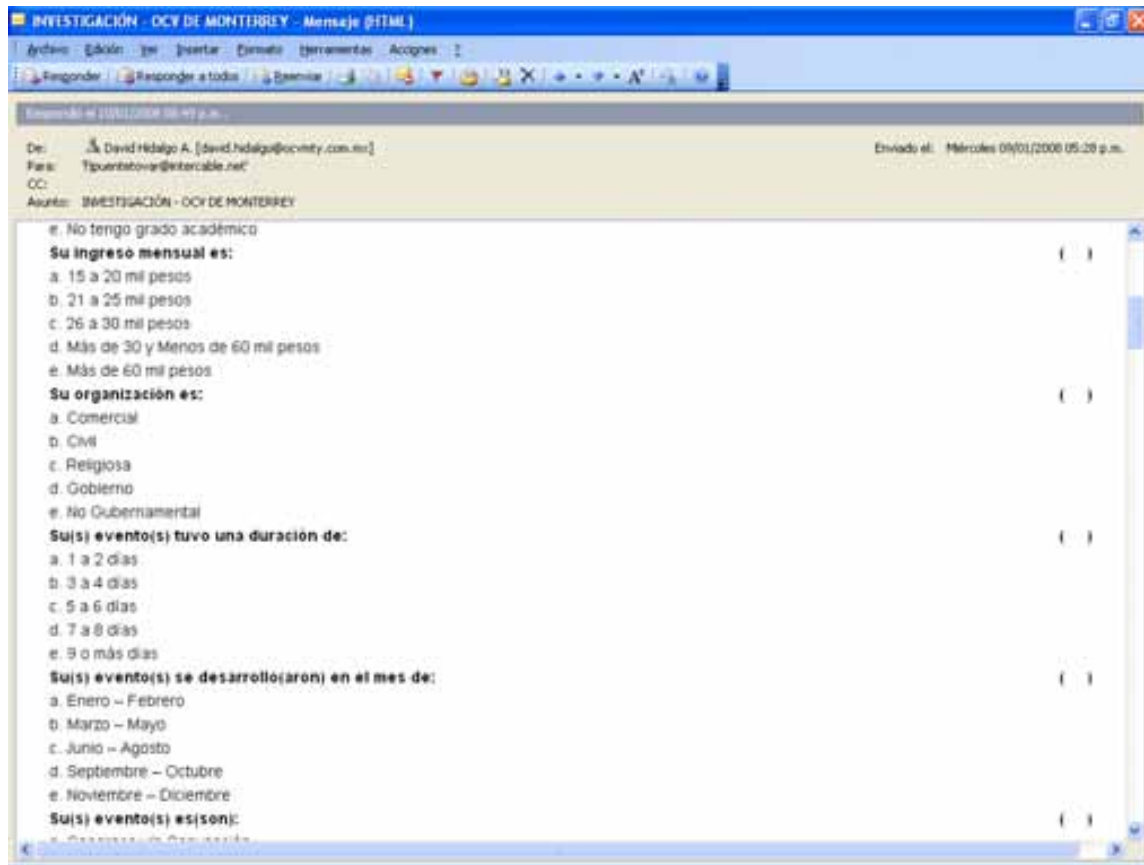 INVESTIGACIÓN - OCV DE MONTERREY - Mensaje (HTML)
Archivo Edición Ver Insertar Formato Herramientas Acciones ?
Responder Responder a todos Reenviar
De: David Hidalgo A. [david.hidalgo@ocvmty.com.mx] Enviado el: Miércoles 09/01/2008 05:28 p.m.
Para:
CC:
Asunto: INVESTIGACIÓN - OCV DE MONTERREY
e. No tengo grado académico
Su ingreso mensual es: ( )
a. 15 a 20 mil pesos
b. 21 a 25 mil pesos
c. 26 a 30 mil pesos
d. Más de 30 y Menos de 60 mil pesos
e. Más de 60 mil pesos
Su organización es: ( )
a. Comercial
b. Civil
c. Religiosa
d. Gobierno
e. No Gubernamental
Su(s) evento(s) tuvo una duración de: ( )
a. 1 a 2 días
b. 3 a 4 días
c. 5 a 6 días
d. 7 a 8 días
e. 9 o más días
Su(s) evento(s) se desarrollo(aron) en el mes de: ( )
a. Enero – Febrero
b. Marzo – Mayo
c. Junio – Agosto
d. Septiembre – Octubre
e. Noviembre – Diciembre
Su(s) evento(s) es(son): ( )